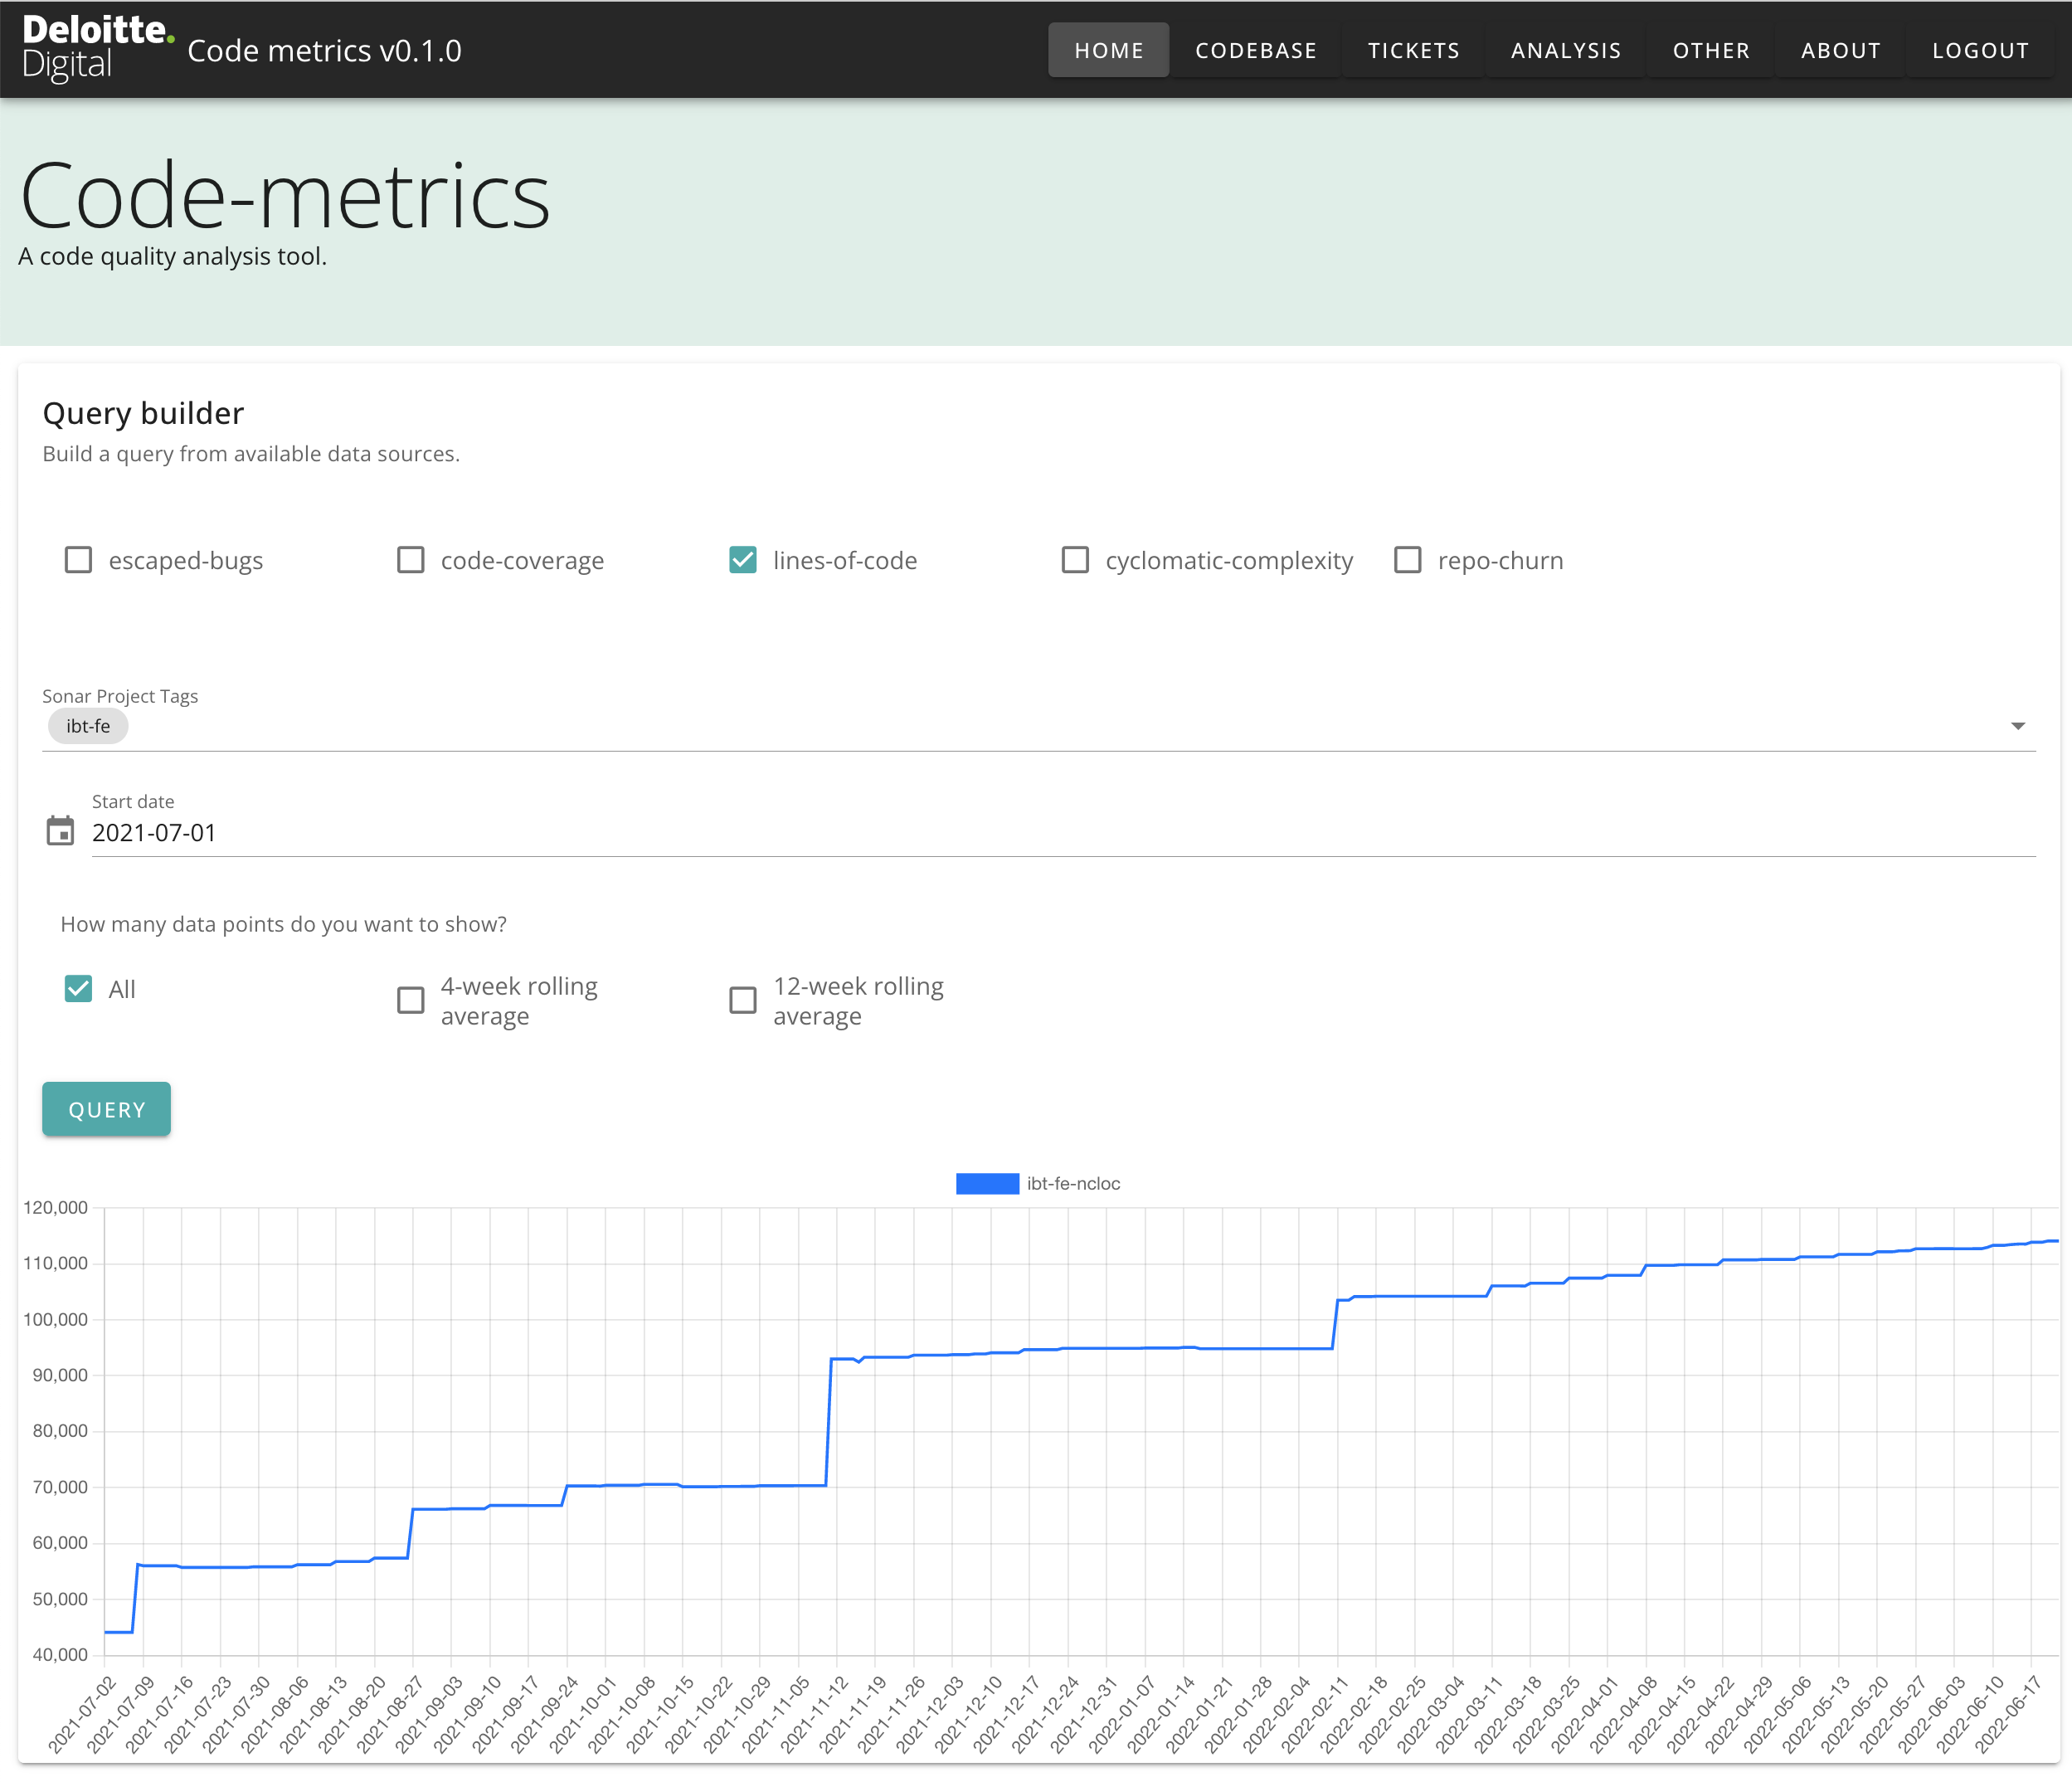 Deloitte.
Digital
Code metrics v0.1.0
HOME
CODEBASE
TICKETS
ANALYSIS
OTHER
ABOUT
LOGOUT
Code-metrics
A code quality analysis tool.
Query builder
Build a query from available data sources.
escaped-bugs
code-coverage
lines-of-code
cyclomatic-complexity
repo-churn
Sonar Project Tags
ibt-fe
Start date
2021-07-01
How many data points do you want to show?
All
4-week rolling
average
12-week rolling
average
QUERY
ibt-fe-ncloc
120,000
110,000
100,000
90,000
80,000
70,000
60,000
50,000
40,000
2021-07-02
2021-07-09
2021-07-16
2021-07-23
2021-07-30
2021-08-06
2021-08-13
2021-08-20
2021-08-27
2021-09-03
2021-09-10
2021-09-17
2021-09-24
2021-10-01
2021-10-08
2021-10-15
2021-10-22
2021-10-29
2021-11-05
2021-11-12
2021-11-19
2021-11-26
2021-12-03
2021-12-10
2021-12-17
2021-12-24
2021-12-31
2022-01-07
2022-01-14
2022-01-21
2022-01-28
2022-02-04
2022-02-11
2022-02-18
2022-02-25
2022-03-04
2022-03-11
2022-03-18
2022-03-25
2022-04-01
2022-04-08
2022-04-15
2022-04-22
2022-04-29
2022-05-06
2022-05-13
2022-05-20
2022-05-27
2022-06-03
2022-06-10
2022-06-17